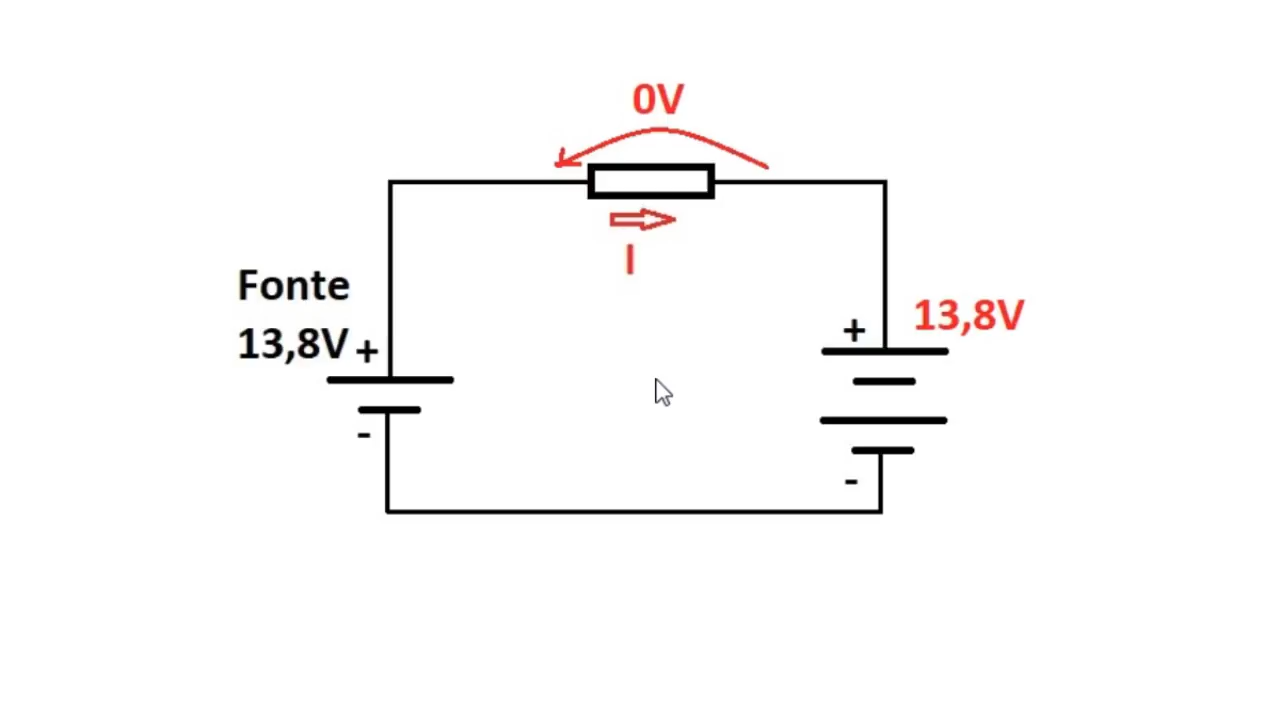 0V
I
Fonte
13,8V +
-
+ 13,8V
-